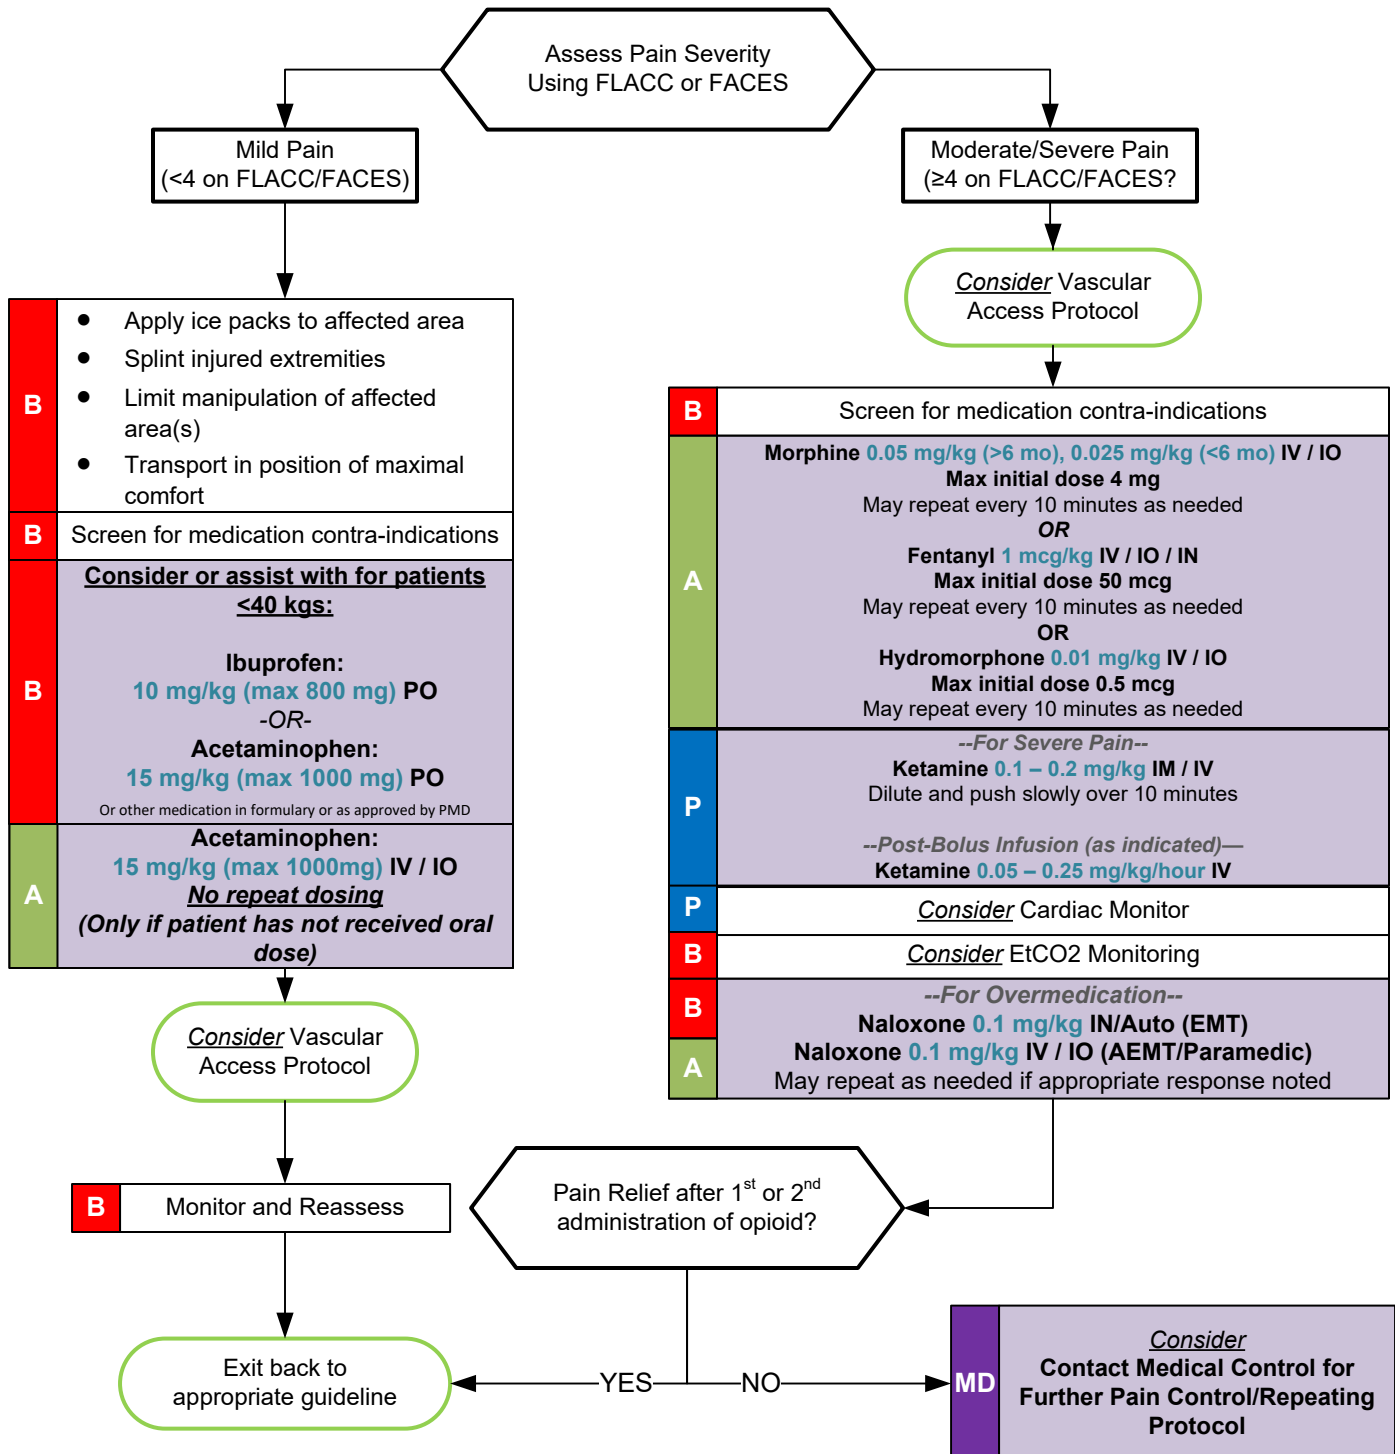 Assess Pain Severity
Using FLACC or FACES
Mild Pain
(<4 on FLACC/FACES)
B
• Apply ice packs to affected area
• Splint injured extremities
• Limit manipulation of affected
area(s)
• Transport in position of maximal
comfort
B
Screen for medication contra-indications
B
Consider or assist with for patients
<40 kgs:
Ibuprofen:
10 mg/kg (max 800 mg) PO
-OR-
Acetaminophen:
15 mg/kg (max 1000 mg) PO
Or other medication in formulary or as approved by PMD
A
Acetaminophen:
15 mg/kg (max 1000mg) IV / IO
No repeat dosing
(Only if patient has not received oral
dose)
Consider Vascular
Access Protocol
B
Monitor and Reassess
Exit back to
appropriate guideline
Moderate/Severe Pain
(≥4 on FLACC/FACES?
Consider Vascular
Access Protocol
B
Screen for medication contra-indications
A
Morphine 0.05 mg/kg (>6 mo), 0.025 mg/kg (<6 mo) IV / IO
Max initial dose 4 mg
May repeat every 10 minutes as needed
OR
Fentanyl 1 mcg/kg IV / IO / IN
Max initial dose 50 mcg
May repeat every 10 minutes as needed
OR
Hydromorphone 0.01 mg/kg IV / IO
Max initial dose 0.5 mcg
May repeat every 10 minutes as needed
P
--For Severe Pain--
Ketamine 0.1 – 0.2 mg/kg IM / IV
Dilute and push slowly over 10 minutes
--Post-Bolus Infusion (as indicated)—
Ketamine 0.05 – 0.25 mg/kg/hour IV
P
Consider Cardiac Monitor
B
Consider EtCO2 Monitoring
B
--For Overmedication--
Naloxone 0.1 mg/kg IN/Auto (EMT)
A
Naloxone 0.1 mg/kg IV / IO (AEMT/Paramedic)
May repeat as needed if appropriate response noted
Pain Relief after 1st or 2nd
administration of opioid?
YES
NO
MD
Consider
Contact Medical Control for
Further Pain Control/Repeating
Protocol